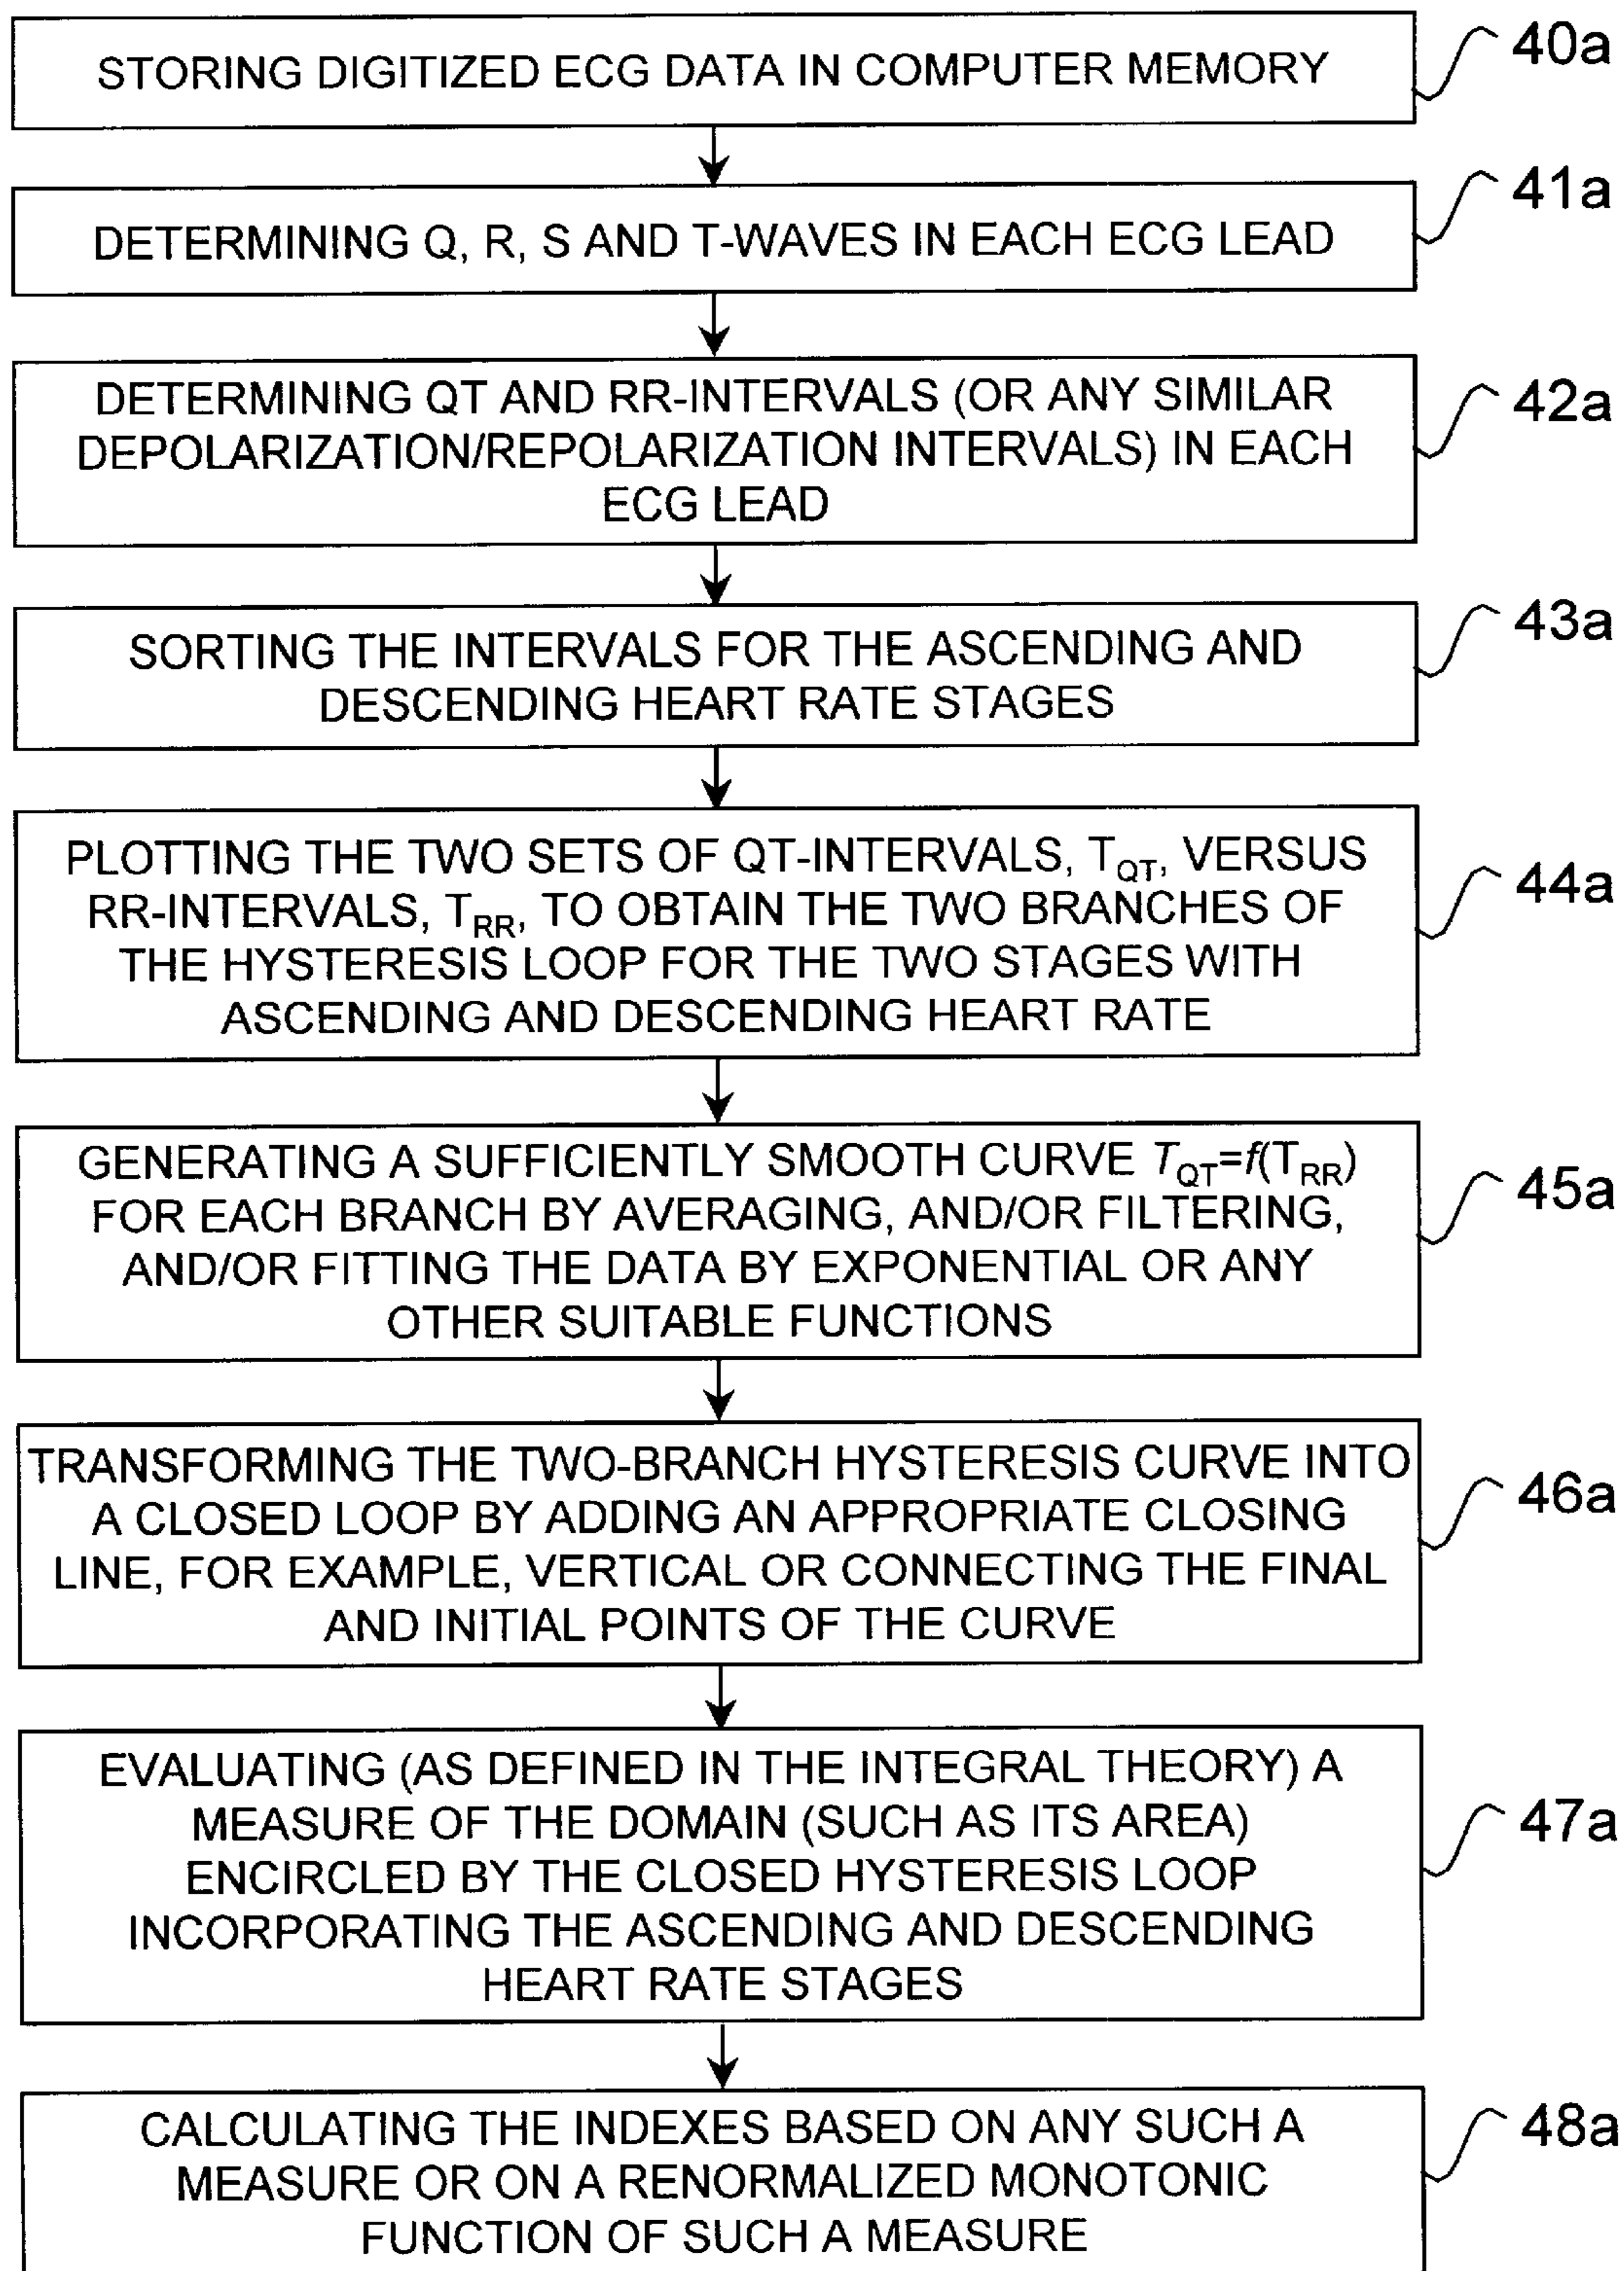 STORING DIGITIZED ECG DATA IN COMPUTER MEMORY
40a
DETERMINING Q, R, S AND T-WAVES IN EACH ECG LEAD
41a
DETERMINING QT AND RR-INTERVALS (OR ANY SIMILAR
DEPOLARIZATION/REPOLARIZATION INTERVALS) IN EACH
ECG LEAD
42a
SORTING THE INTERVALS FOR THE ASCENDING AND
DESCENDING HEART RATE STAGES
43a
PLOTTING THE TWO SETS OF QT-INTERVALS, TQT, VERSUS
RR-INTERVALS, TRR, TO OBTAIN THE TWO BRANCHES OF
THE HYSTERESIS LOOP FOR THE TWO STAGES WITH
ASCENDING AND DESCENDING HEART RATE
44a
GENERATING A SUFFICIENTLY SMOOTH CURVE TQT=f(TRR)
FOR EACH BRANCH BY AVERAGING, AND/OR FILTERING,
AND/OR FITTING THE DATA BY EXPONENTIAL OR ANY
OTHER SUITABLE FUNCTIONS
45a
TRANSFORMING THE TWO-BRANCH HYSTERESIS CURVE INTO
A CLOSED LOOP BY ADDING AN APPROPRIATE CLOSING
LINE, FOR EXAMPLE, VERTICAL OR CONNECTING THE FINAL
AND INITIAL POINTS OF THE CURVE
46a
EVALUATING (AS DEFINED IN THE INTEGRAL THEORY) A
MEASURE OF THE DOMAIN (SUCH AS ITS AREA)
ENCIRCLED BY THE CLOSED HYSTERESIS LOOP
INCORPORATING THE ASCENDING AND DESCENDING
HEART RATE STAGES
47a
CALCULATING THE INDEXES BASED ON ANY SUCH A
MEASURE OR ON A RENORMALIZED MONOTONIC
FUNCTION OF SUCH A MEASURE
48a